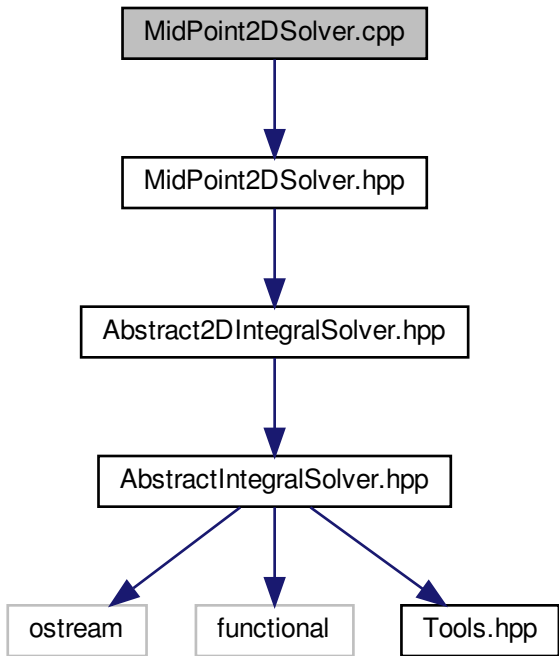 MidPoint2DSolver.cpp
MidPoint2DSolver.hpp
Abstract2DIntegralSolver.hpp
AbstractIntegralSolver.hpp
ostream
functional
Tools.hpp